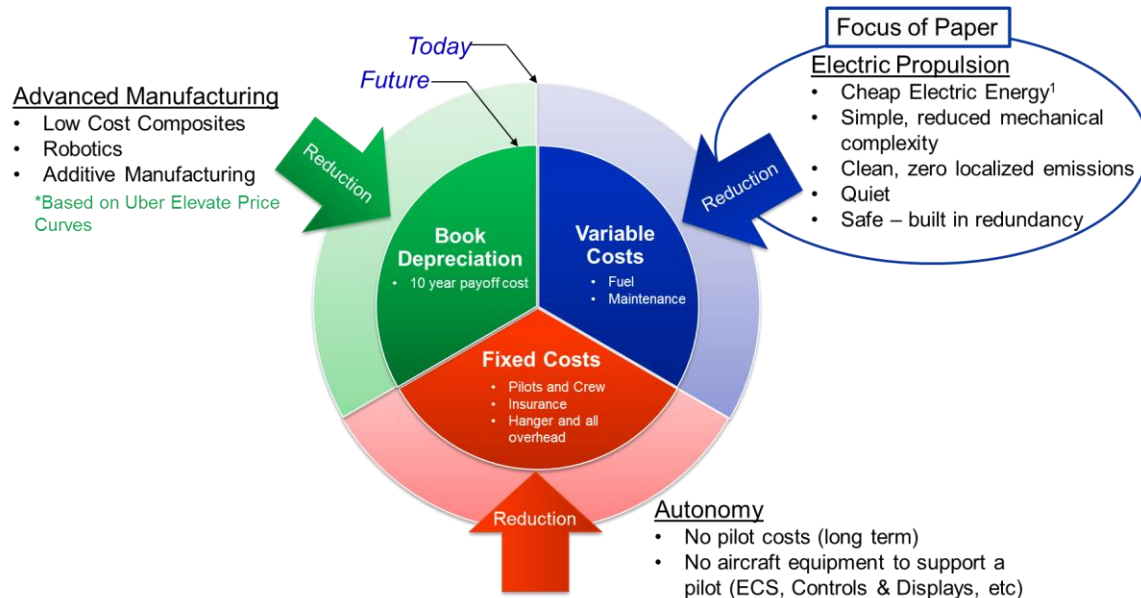 Focus of Paper
Today
Future
Electric Propulsion
• Cheap Electric Energy¹
• Simple, reduced mechanical
complexity
• Clean, zero localized emissions
• Quiet
• Safe – built in redundancy
Advanced Manufacturing
• Low Cost Composites
• Robotics
• Additive Manufacturing
*Based on Uber Elevate Price
Curves
Reduction
Reduction
Book
Depreciation
• 10 year payoff cost
Variable
Costs
• Fuel
• Maintenance
Fixed Costs
• Pilots and Crew
• Insurance
• Hanger and all
overhead
Reduction
Autonomy
• No pilot costs (long term)
• No aircraft equipment to support a
pilot (ECS, Controls & Displays, etc)